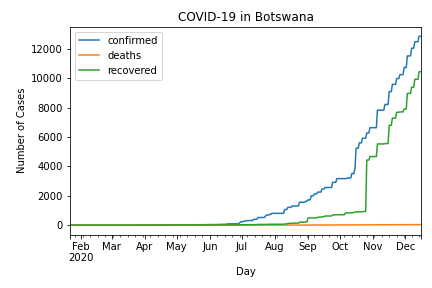 COVID-19 in Botswana
confirmed
deaths
recovered
Number of Cases
12000
10000
8000
6000
4000
2000
0
Feb Mar Apr May Jun Jul Aug Sep Oct Nov Dec
2020
Day